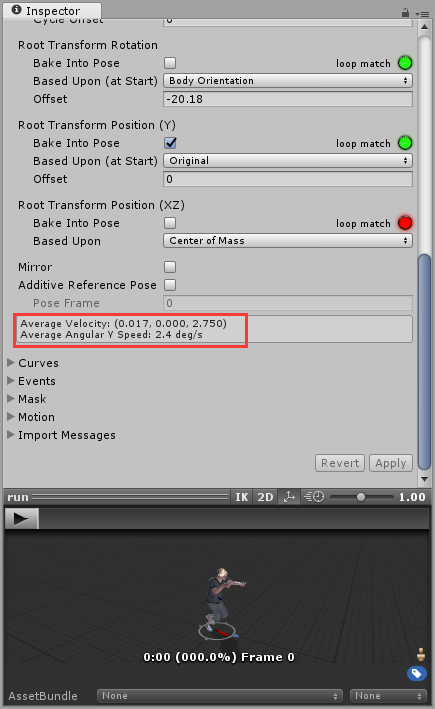 Inspector
Cycle Offset 0
Root Transform Rotation
Bake Into Pose loop match
Based Upon (at Start) Body Orientation
Offset -20.18
Root Transform Position (Y)
Bake Into Pose loop match
Based Upon (at Start) Original
Offset 0
Root Transform Position (XZ)
Bake Into Pose loop match
Based Upon Center of Mass
Mirror
Additive Reference Pose
Pose Frame 0
Average Velocity: (0.017, 0.000, 2.750)
Average Angular Y Speed: 2.4 deg/s
Curves
Events
Mask
Motion
Import Messages
Revert Apply
run IK 2D 1.00
0:00 (000.0%) Frame 0
AssetBundle None None